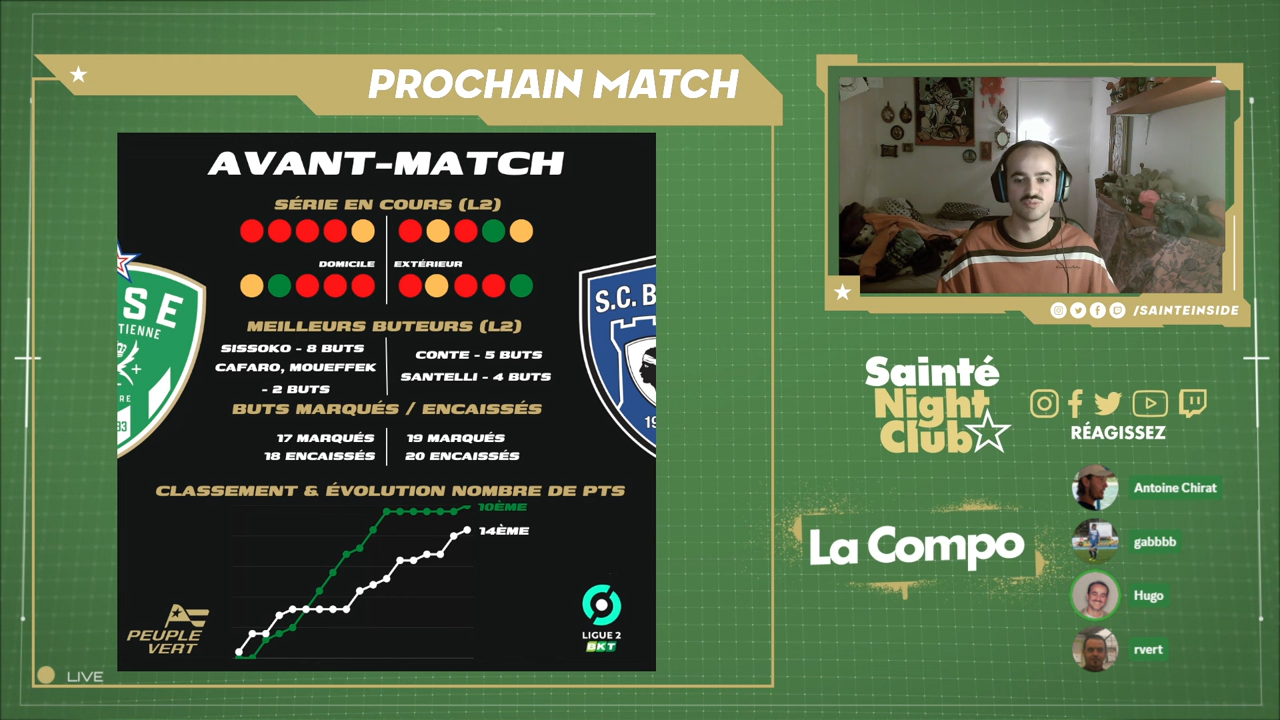 PROCHAIN MATCH
AVANT-MATCH
SÉRIE EN COURS (L2)
DOMICILE
EXTÉRIEUR
MEILLEURS BUTEURS (L2)
SISSOKO - 8 BUTS
CAFARO, MOUEFFEK
- 2 BUTS
CONTE - 5 BUTS
SANTELLI - 4 BUTS
BUTS MARQUÉS / ENCAISSÉS
17 MARQUÉS
18 ENCAISSÉS
19 MARQUÉS
20 ENCAISSÉS
CLASSEMENT & ÉVOLUTION NOMBRE DE PTS
10ÈME
14ÈME
PEUPLE
VERT
LIGUE 2
BKT
S.C. B
LIVE
/SAINTEINSIDE
Sainté
Night
Club
RÉAGISSEZ
La Compo
Antoine Chirat
gabbbb
Hugo
rvert